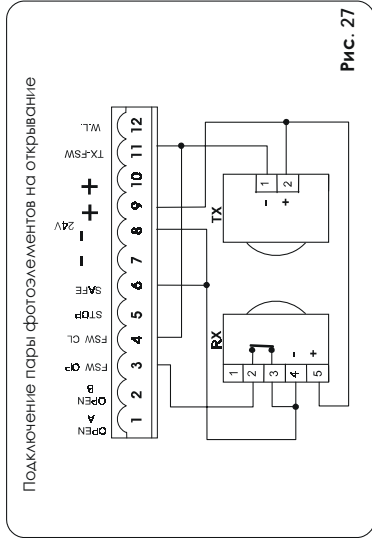 Подключение пары фотоэлементов на открывание
OPEN A
OPEN B
FSW OP
FSW CL
STOP
SAFE
- - + +
24V
TX-FSW
W.L.
1 2 3 4 5 6 7 8 9 10 11 12
RX
1
2
3
4 -
5 +
TX
1 -
2 +
Рис. 27